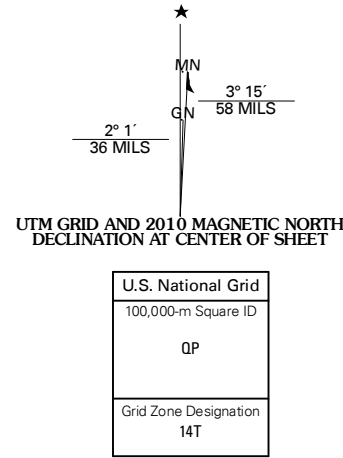 ★
MN
3° 15´
58 MILS
GN
2° 1´
36 MILS
UTM GRID AND 2010 MAGNETIC NORTH
DECLINATION AT CENTER OF SHEET
U.S. National Grid
100,000-m Square ID
QP
Grid Zone Designation
14T